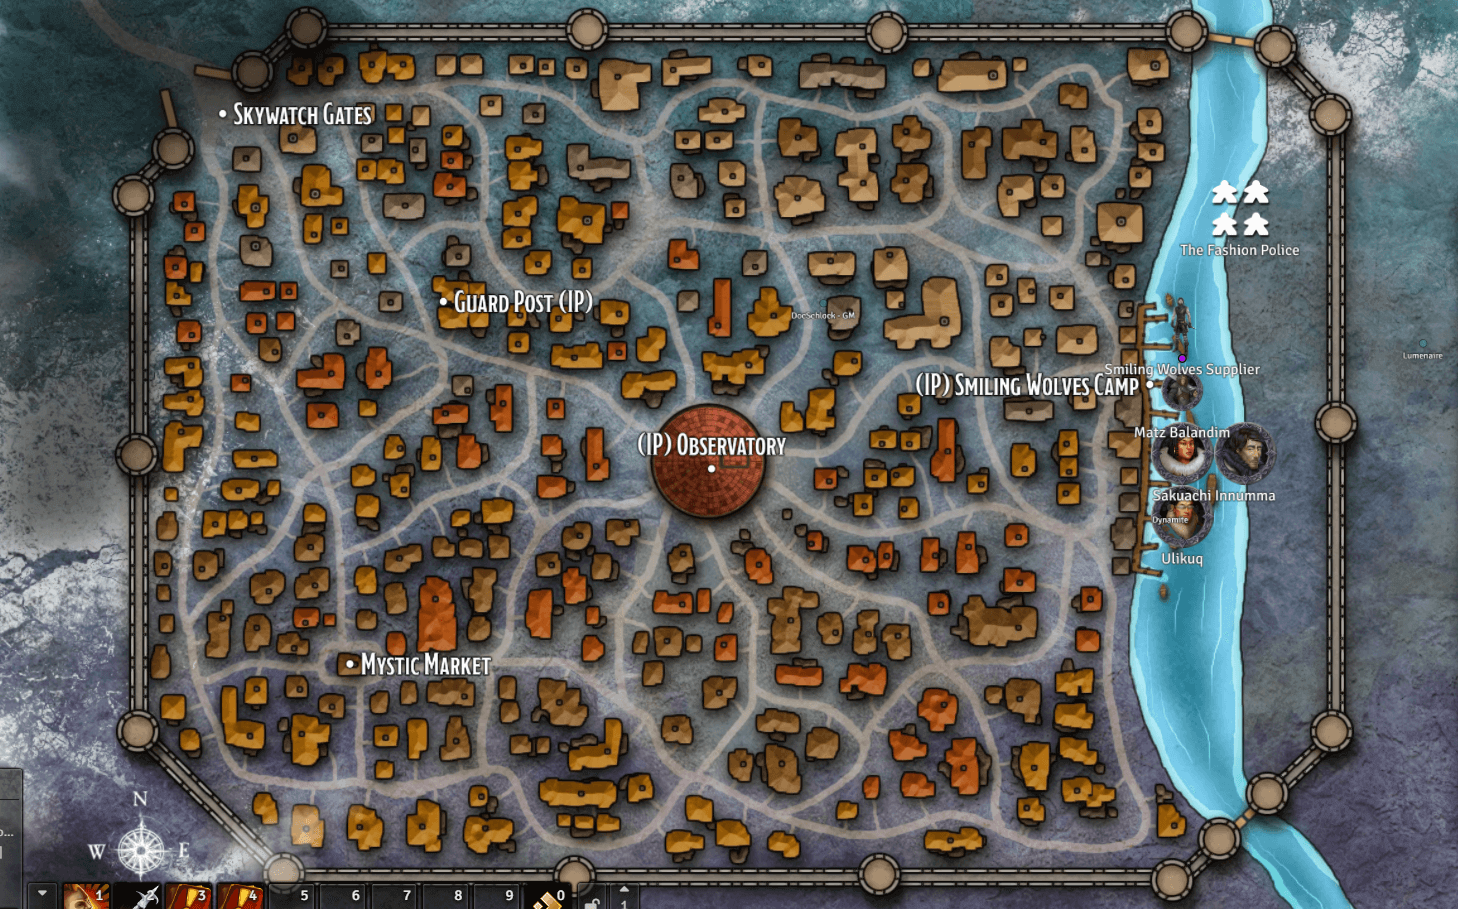 • Skywatch Gates
The Fashion Police
• Guard Post (IP)
DocSchlock - GM
Lumenaire
Smiling Wolves Supplier
(IP) Smiling Wolves Camp
Matz Balandim
(IP) Observatory
Sakuachi Innumma
Dynamite
Ulikuq
• Mystic Market
N
W E
1 2 3 4 5 6 7 8 9 0 1